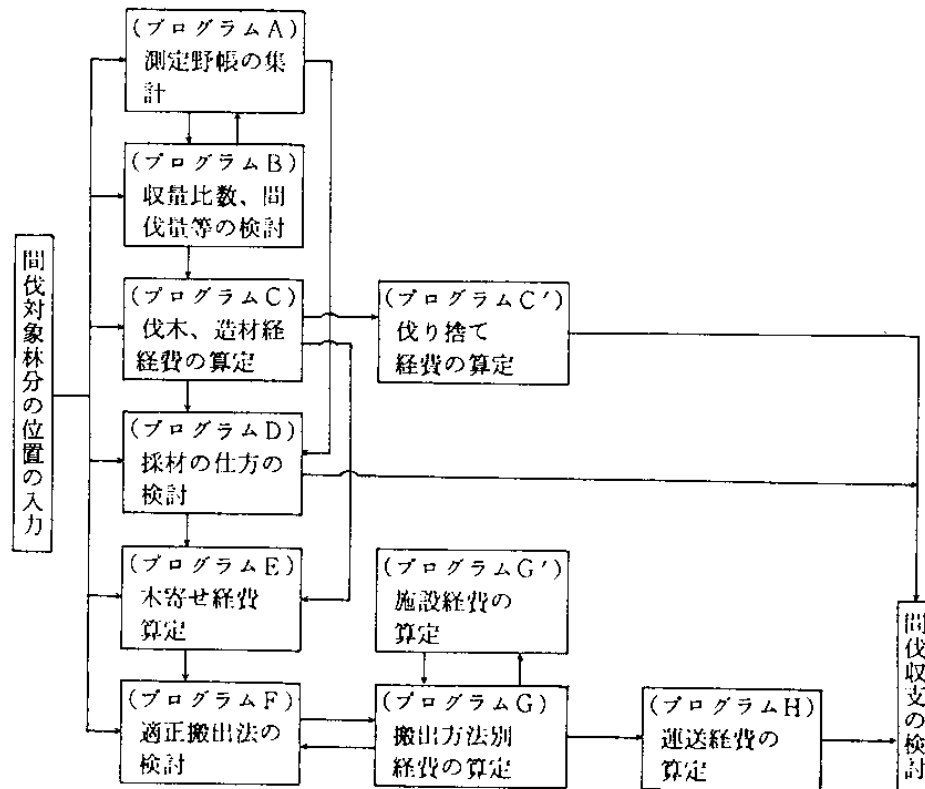 間伐対象林分の位置の入力
(プログラムA)
測定野帳の集
計
(プログラムB)
収量比数、間
伐量等の検討
(プログラムC)
伐木、造材経
経費の算定
(プログラムC′)
伐り捨て
経費の算定
(プログラムD)
採材の仕方の
検討
(プログラムE)
木寄せ経費
算定
(プログラムG′)
施設経費の
算定
(プログラムF)
適正搬出法の
検討
(プログラムG)
搬出方法別
経費の算定
(プログラムH)
運送経費の
算定
間伐収支の検討